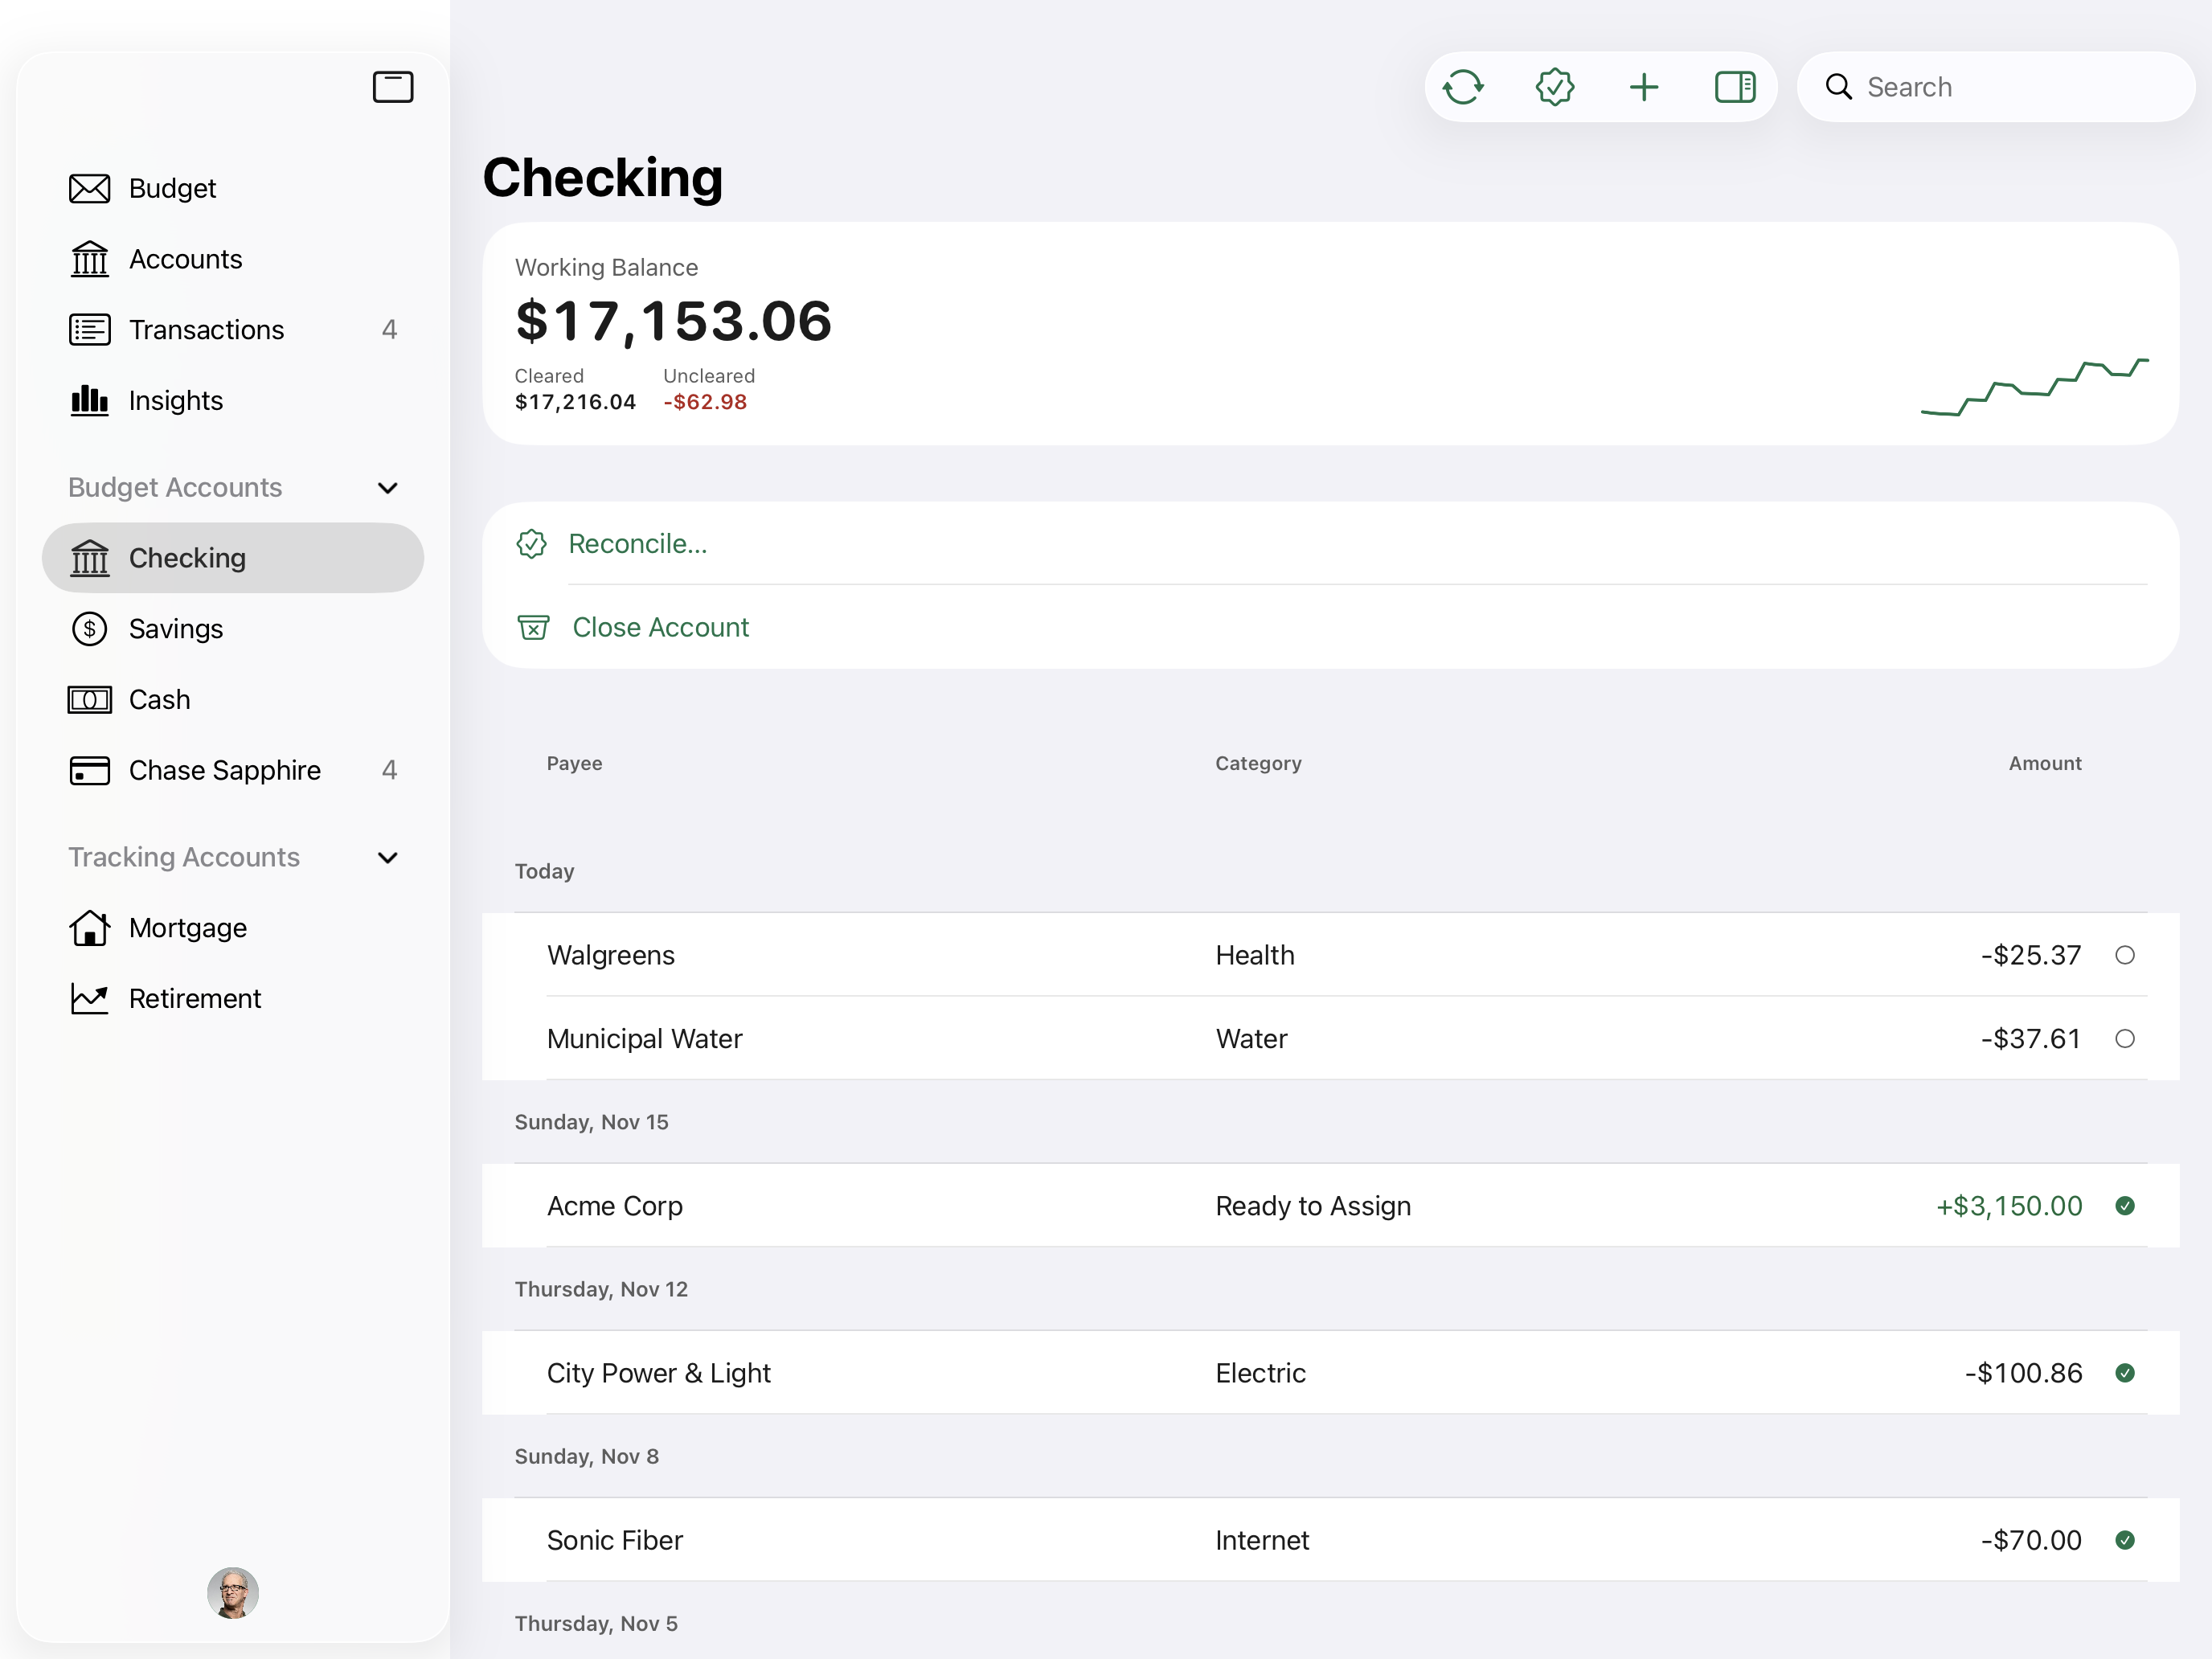 Search
Budget
Accounts
Transactions 4
Insights
Budget Accounts
Checking
Savings
Cash
Chase Sapphire 4
Tracking Accounts
Mortgage
Retirement
Checking
Working Balance
$17,153.06
Cleared Uncleared
$17,216.04 -$62.98
Reconcile...
Close Account
Payee Category Amount
Today
Walgreens Health -$25.37
Municipal Water Water -$37.61
Sunday, Nov 15
Acme Corp Ready to Assign +$3,150.00
Thursday, Nov 12
City Power & Light Electric -$100.86
Sunday, Nov 8
Sonic Fiber Internet -$70.00
Thursday, Nov 5